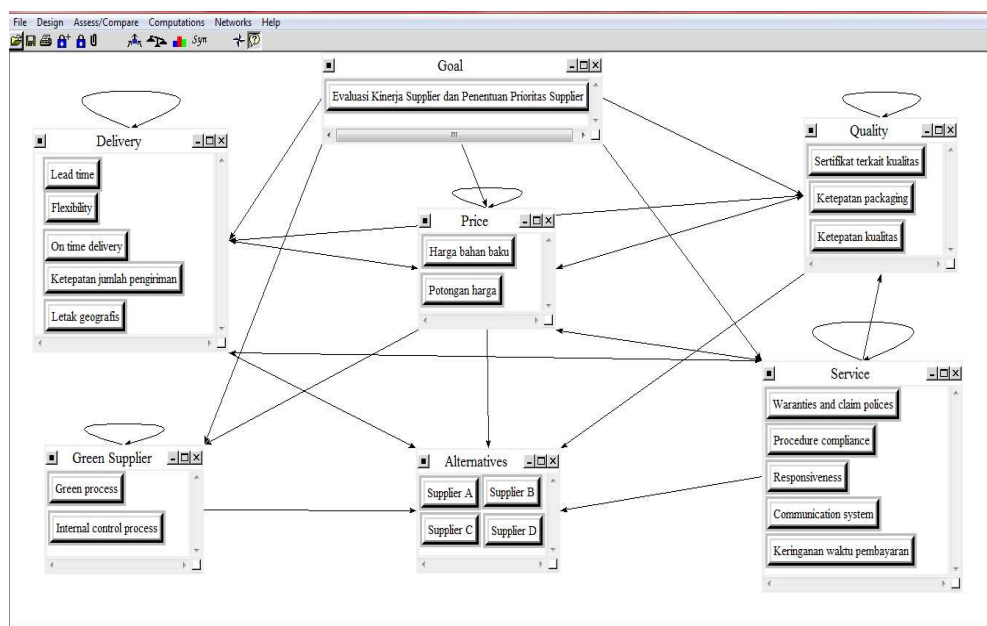 File Design Assess/Compare Computations Networks Help
Syn
Goal
Evaluasi Kinerja Supplier dan Penentuan Prioritas Supplier
Delivery
Lead time
Flexibility
On time delivery
Ketepatan jumlah pengiriman
Letak geografis
Price
Harga bahan baku
Potongan harga
Quality
Sertifikat terkait kualitas
Ketepatan packaging
Ketepatan kualitas
Green Supplier
Green process
Internal control process
Alternatives
Supplier A Supplier B
Supplier C Supplier D
Service
Waranties and claim polices
Procedure compliance
Responsiveness
Communication system
Keringanan waktu pembayaran